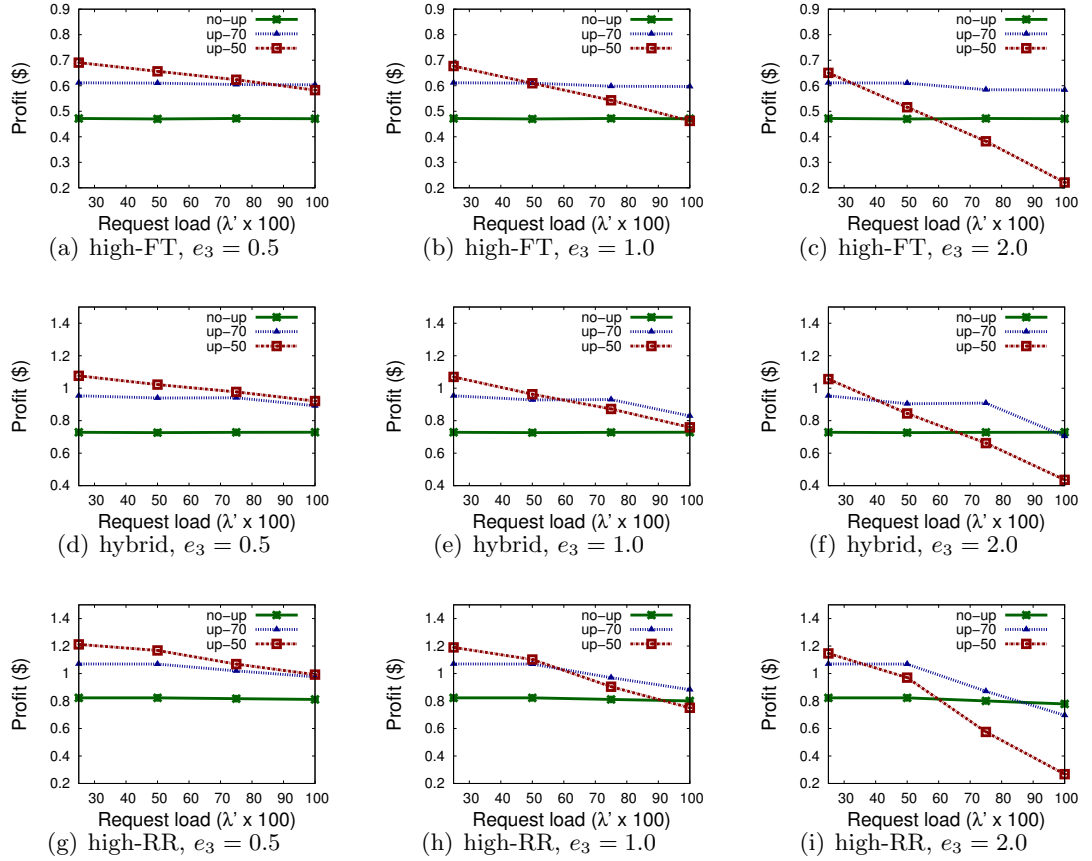 0.9
0.8
0.7
0.6
0.5
0.4
0.3
0.2
Profit ($)
no-up
up-70
up-50
30 40 50 60 70 80 90 100
Request load (λ' x 100)
(a) high-FT, e3 = 0.5
0.9
0.8
0.7
0.6
0.5
0.4
0.3
0.2
Profit ($)
no-up
up-70
up-50
30 40 50 60 70 80 90 100
Request load (λ' x 100)
(b) high-FT, e3 = 1.0
0.9
0.8
0.7
0.6
0.5
0.4
0.3
0.2
Profit ($)
no-up
up-70
up-50
30 40 50 60 70 80 90 100
Request load (λ' x 100)
(c) high-FT, e3 = 2.0
1.4
1.2
1
0.8
0.6
0.4
Profit ($)
no-up
up-70
up-50
30 40 50 60 70 80 90 100
Request load (λ' x 100)
(d) hybrid, e3 = 0.5
1.4
1.2
1
0.8
0.6
0.4
Profit ($)
no-up
up-70
up-50
30 40 50 60 70 80 90 100
Request load (λ' x 100)
(e) hybrid, e3 = 1.0
1.4
1.2
1
0.8
0.6
0.4
Profit ($)
no-up
up-70
up-50
30 40 50 60 70 80 90 100
Request load (λ' x 100)
(f) hybrid, e3 = 2.0
1.4
1.2
1
0.8
0.6
0.4
0.2
Profit ($)
no-up
up-70
up-50
30 40 50 60 70 80 90 100
Request load (λ' x 100)
(g) high-RR, e3 = 0.5
1.4
1.2
1
0.8
0.6
0.4
0.2
Profit ($)
no-up
up-70
up-50
30 40 50 60 70 80 90 100
Request load (λ' x 100)
(h) high-RR, e3 = 1.0
1.4
1.2
1
0.8
0.6
0.4
0.2
Profit ($)
no-up
up-70
up-50
30 40 50 60 70 80 90 100
Request load (λ' x 100)
(i) high-RR, e3 = 2.0